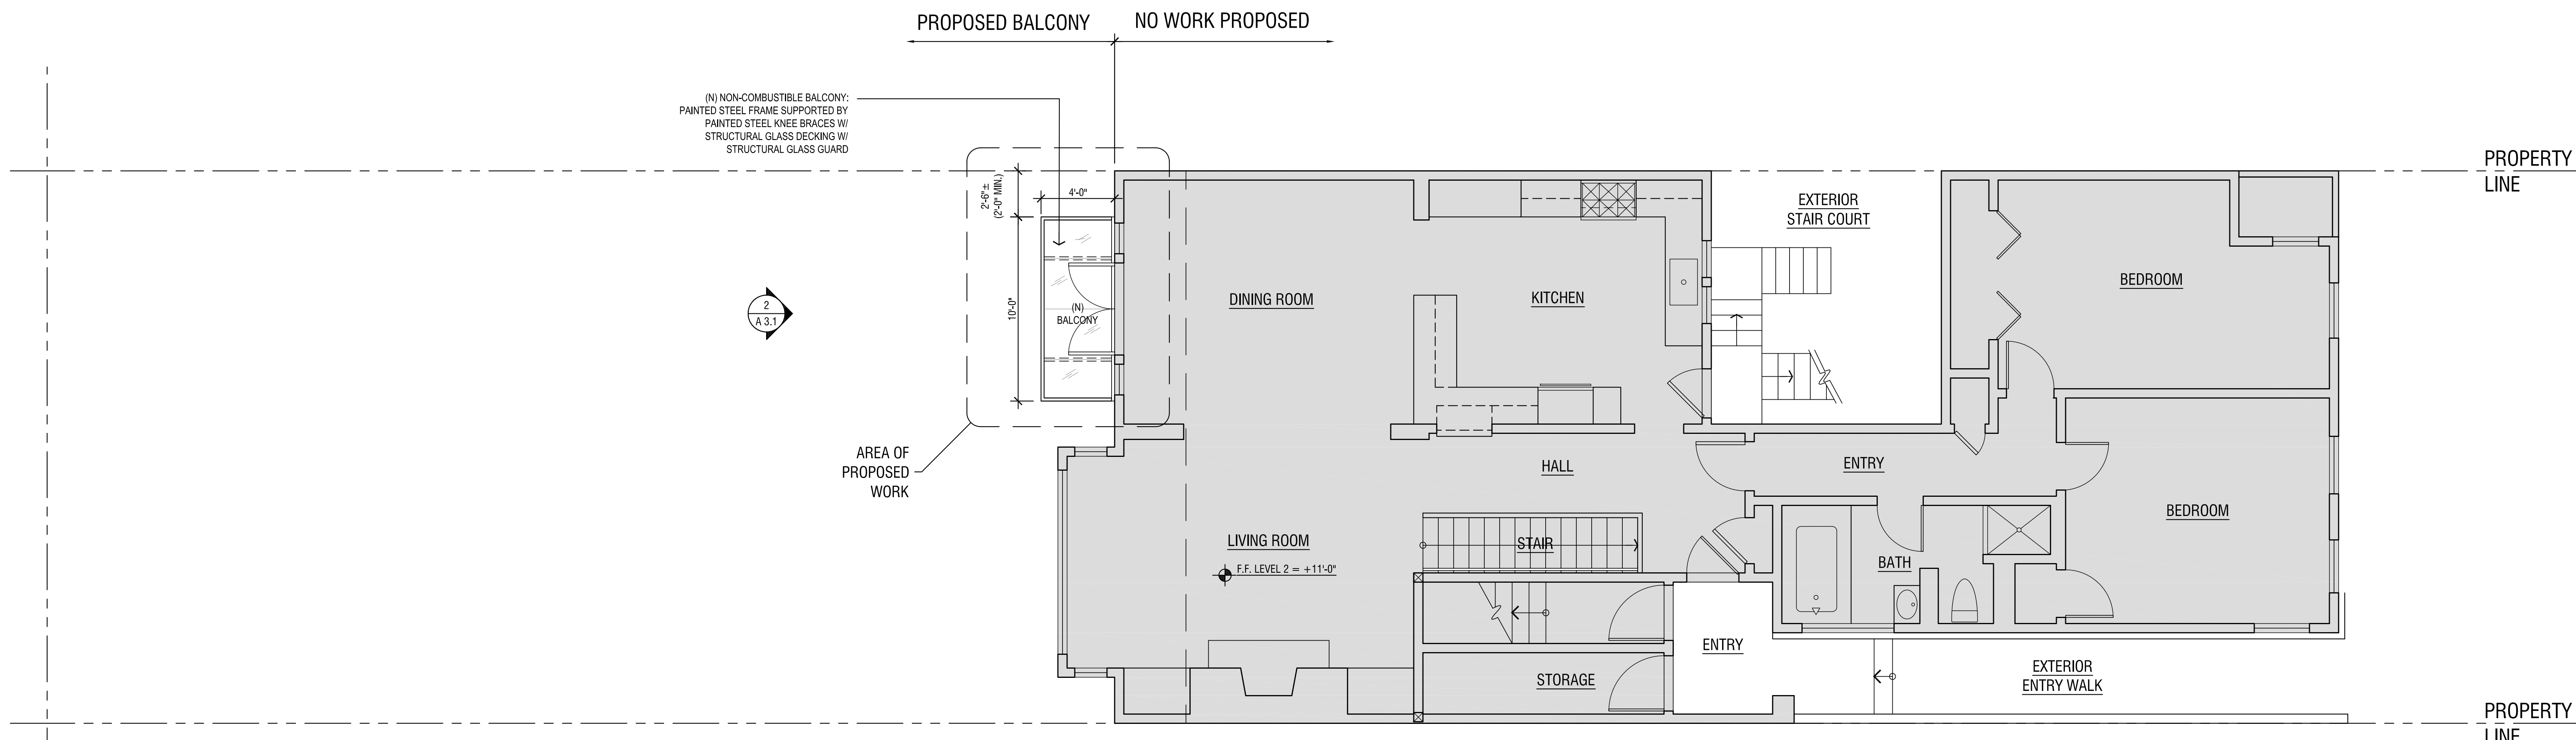 PROPOSED BALCONY
NO WORK PROPOSED
(N) NON-COMBUSTIBLE BALCONY:
PAINTED STEEL FRAME SUPPORTED BY
PAINTED STEEL KNEE BRACES W/
STRUCTURAL GLASS DECKING W/
STRUCTURAL GLASS GUARD
PROPERTY
LINE
2'-6"±
(2'-0" MIN.)
4'-0"
10'-0"
(N)
BALCONY
2
A 3.1
AREA OF
PROPOSED
WORK
DINING ROOM
KITCHEN
EXTERIOR
STAIR COURT
BEDROOM
HALL
ENTRY
BEDROOM
LIVING ROOM
F.F. LEVEL 2 = +11'-0"
STAIR
BATH
ENTRY
STORAGE
EXTERIOR
ENTRY WALK
PROPERTY
LINE